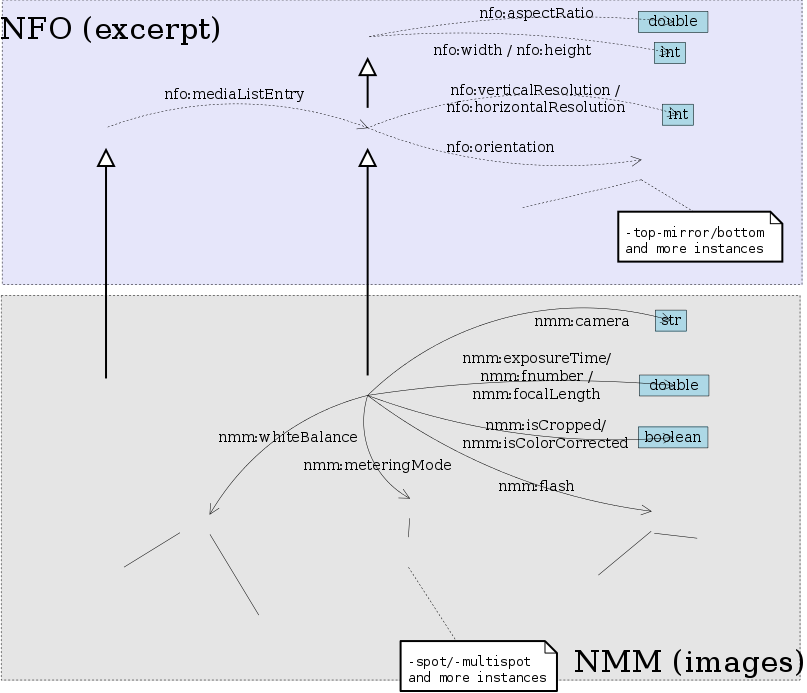 NFO (excerpt)
nfo:aspectRatio
double
nfo:width / nfo:height
int
nfo:mediaListEntry
nfo:verticalResolution /
nfo:horizontalResolution
int
nfo:orientation
-top-mirror/bottom
and more instances
nmm:camera
str
nmm:exposureTime/
nmm:fnumber /
nmm:focalLength
double
nmm:isCropped/
nmm:isColorCorrected
boolean
nmm:whiteBalance
nmm:meteringMode
nmm:flash
-spot/-multispot
and more instances
NMM (images)